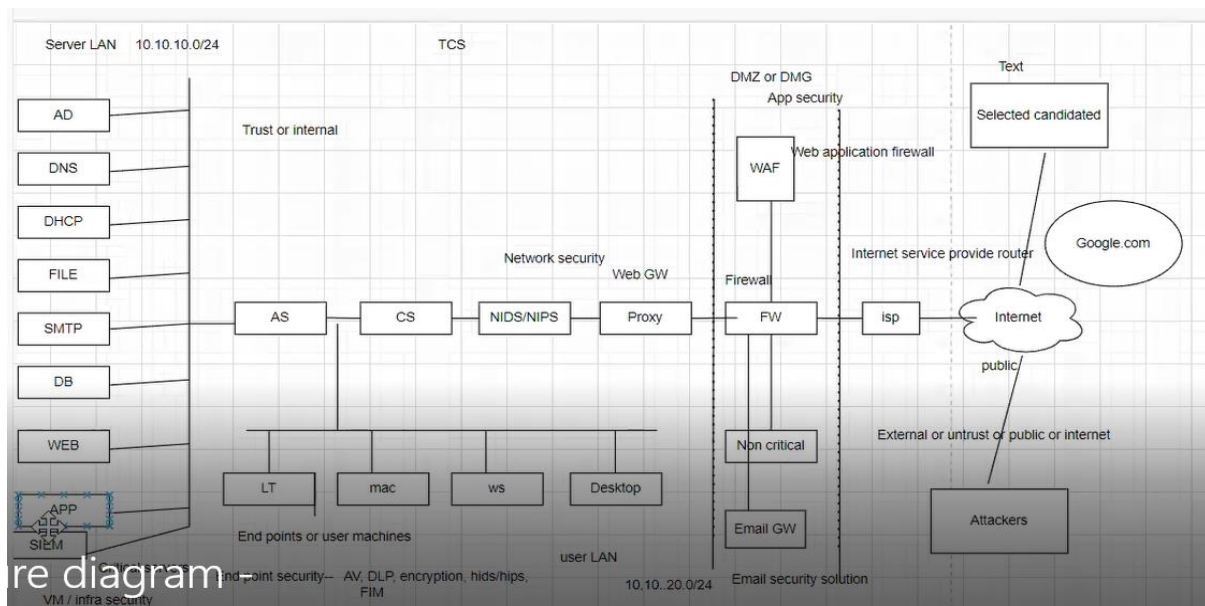 Server LAN 10.10.10.0/24
TCS
DMZ or DMG
App security
Text
Selected candidated
AD
Trust or internal
DNS
WAF
Web application firewall
DHCP
Google.com
FILE
Network security
Web GW
Firewall
Internet service provide router
SMTP
AS
CS
NIDS/NIPS
Proxy
FW
isp
Internet
public
DB
WEB
Non critical
External or untrust or public or internet
LT
mac
ws
Desktop
APP
Email GW
Attackers
SIEM
End points or user machines
user LAN
Critical servers
ure diagram -
End point security-- AV, DLP, encryption, hids/hips,
FIM
10,10..20.0/24
Email security solution
VM / infra security